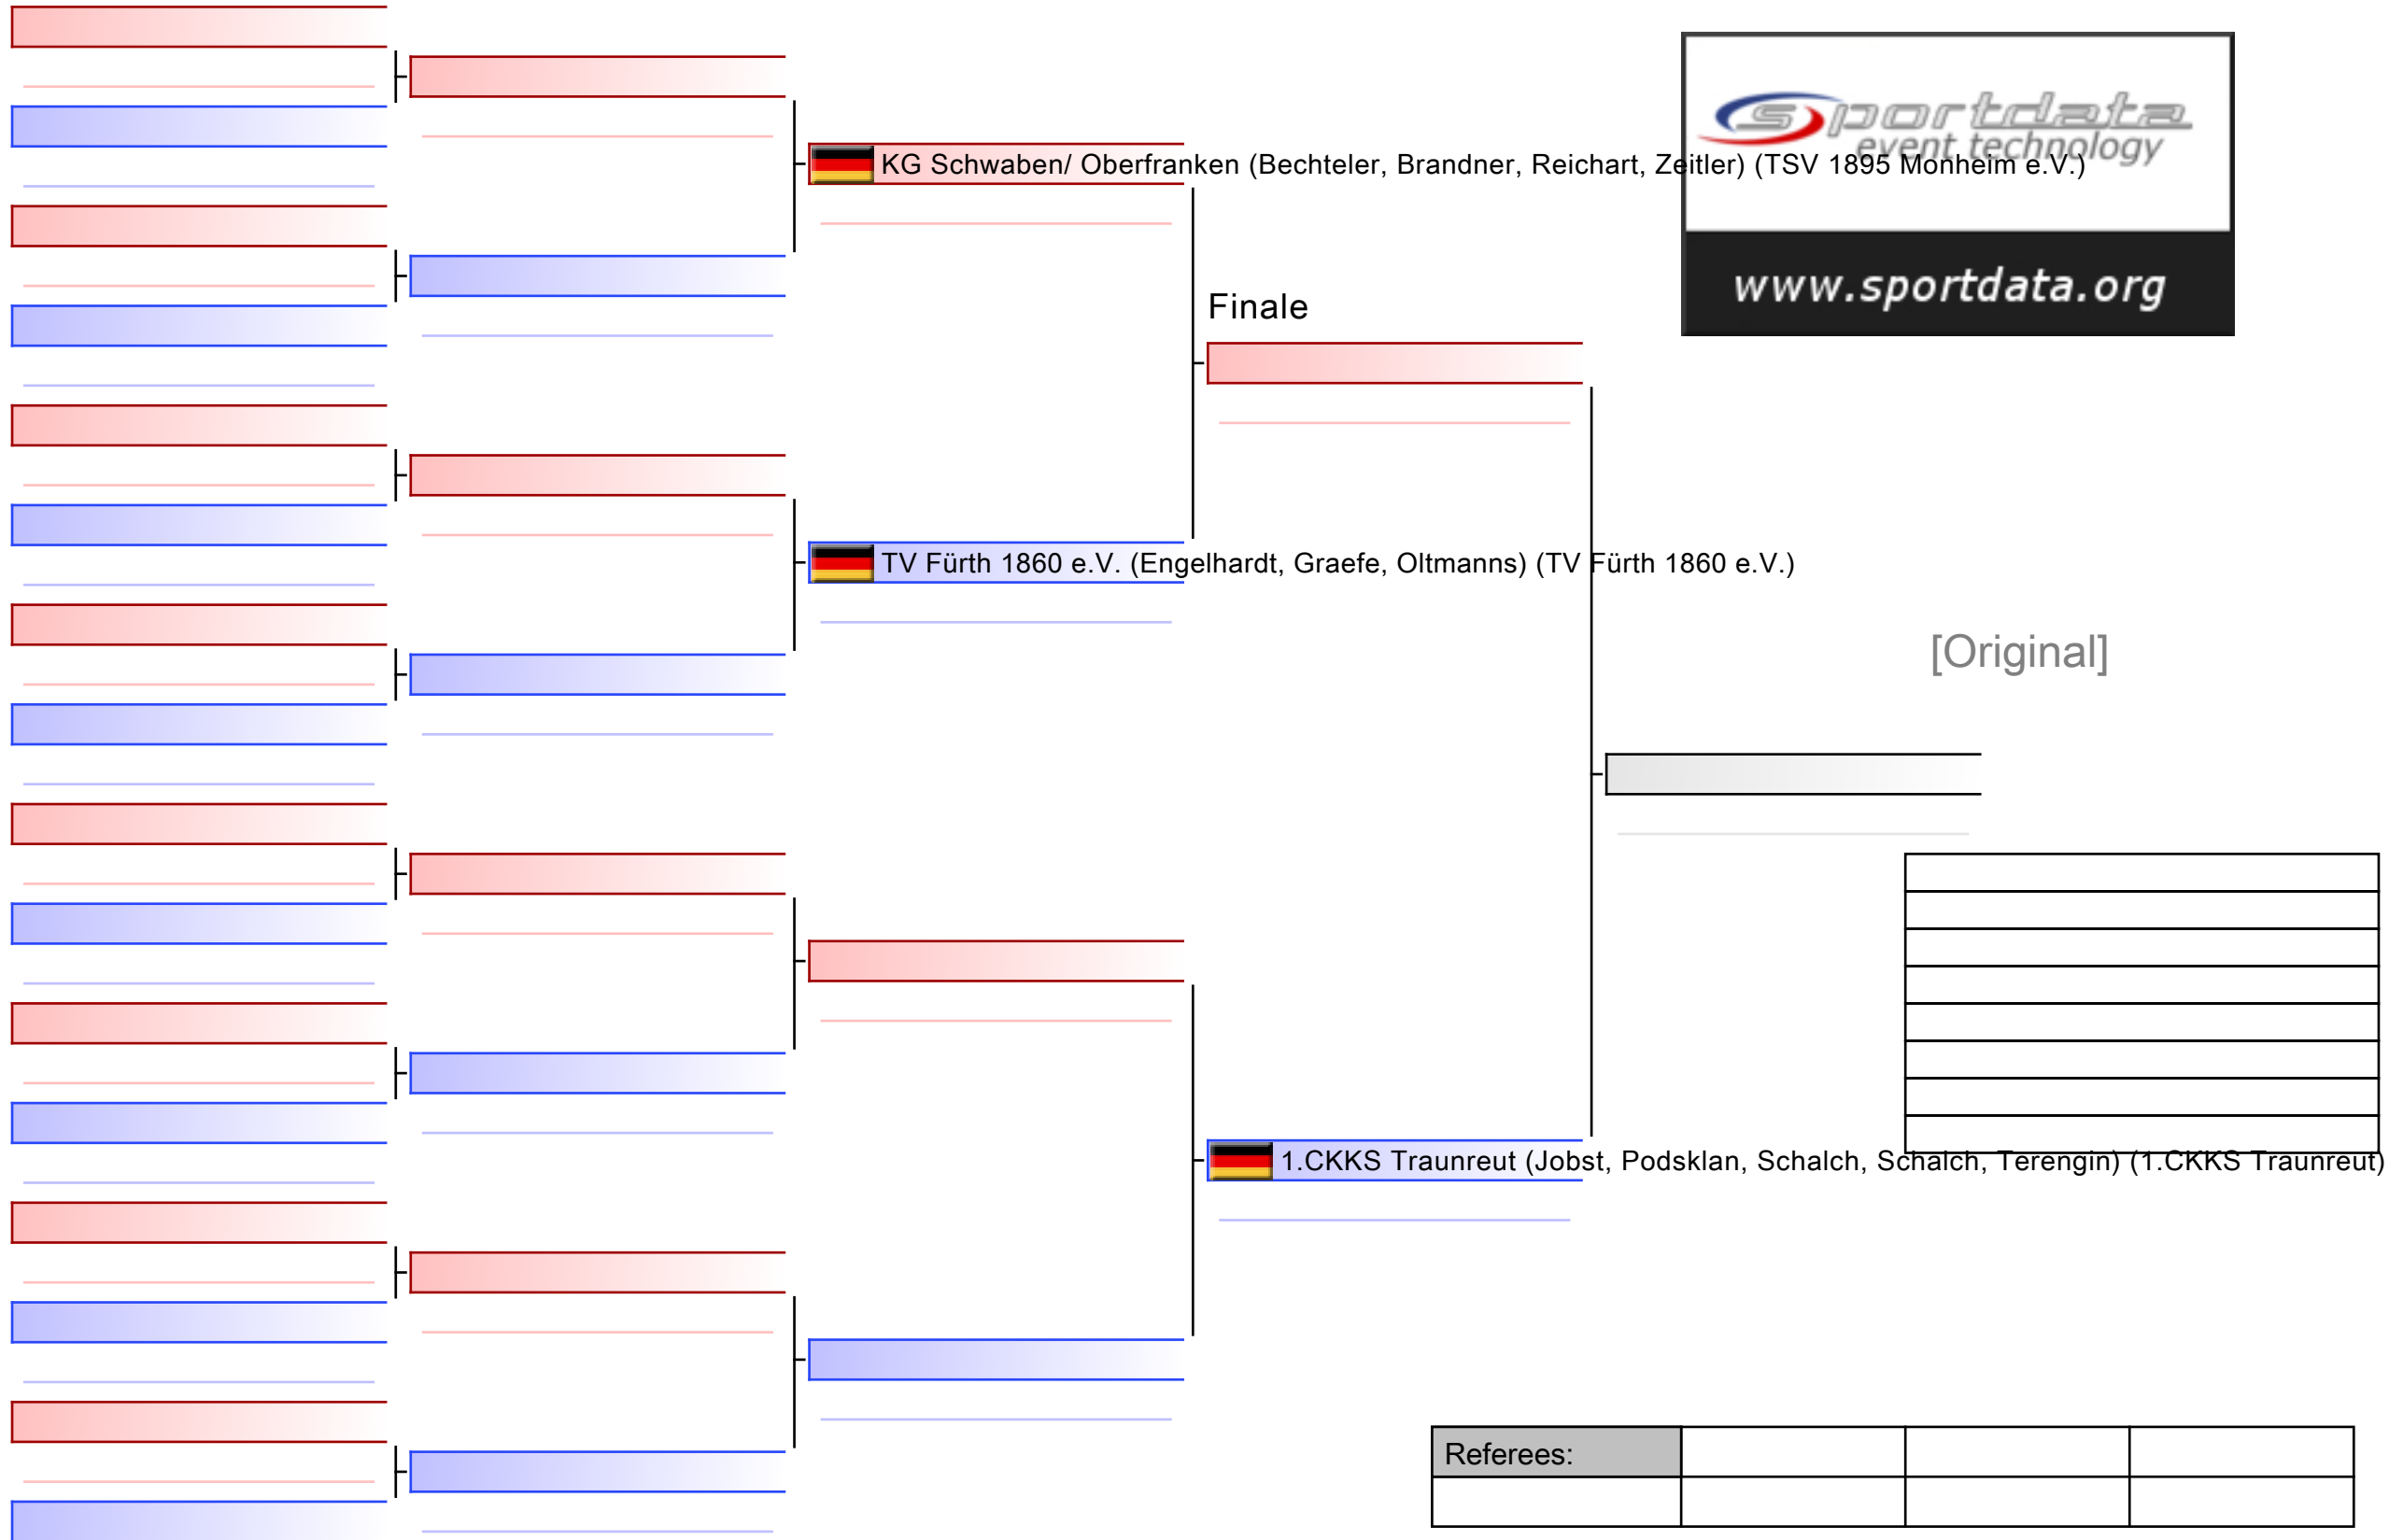 sportdata
event technology
KG Schwaben/ Oberfranken (Bechteler, Brandner, Reichart, Zeitler) (TSV 1895 Monheim e.V.)
www.sportdata.org
Finale
TV Fürth 1860 e.V. (Engelhardt, Graefe, Oltmanns) (TV Fürth 1860 e.V.)
[Original]
1.CKKS Traunreut (Jobst, Podsklan, Schalch, Schalch, Terengin) (1.CKKS Traunreut)
Referees: